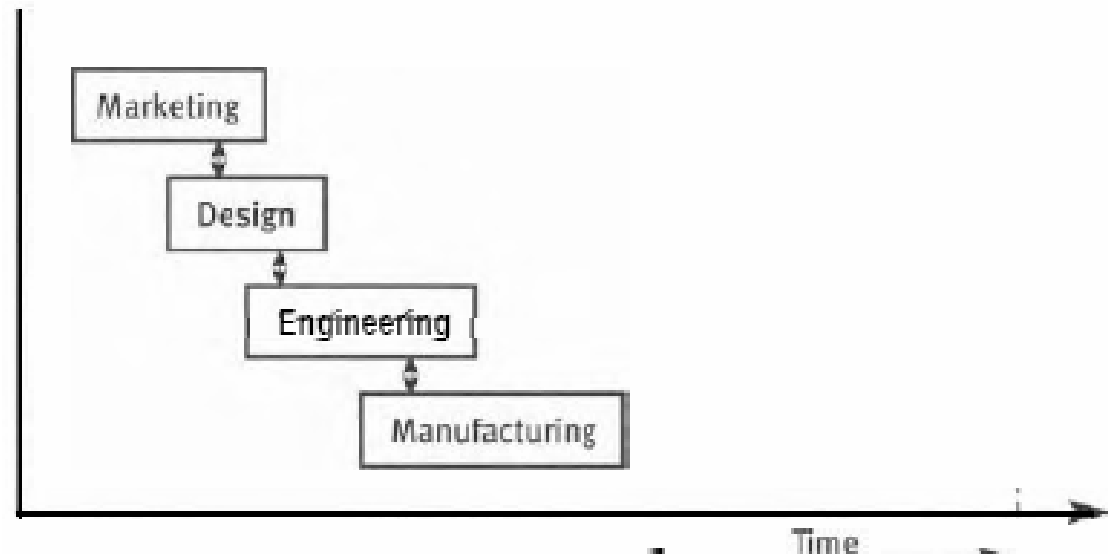 Marketing
Design
Engineering
Manufacturing
Time